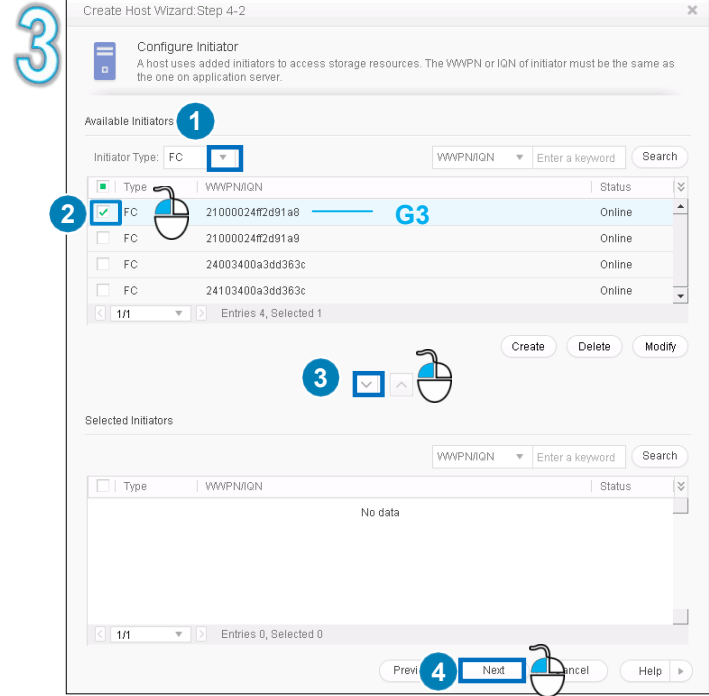 3
Create Host Wizard:Step 4-2
Configure Initiator
A host uses added initiators to access storage resources. The WWPN or IQN of initiator must be the same as
the one on application server.
Available Initiators 1
Initiator Type: FC WWPN/IQN Enter a keyword Search
Type WWPN/IQN Status
2 FC 21000024ff2d91a8 G3 Online
FC 21000024ff2d91a9 Online
FC 24003400a3dd363c Online
FC 24103400a3dd363c Online
1/1 Entries 4, Selected 1
Create Delete Modify
3
Selected Initiators
WWPN/IQN Enter a keyword Search
Type WWPN/IQN Status
No data
1/1 Entries 0, Selected 0
Previ 4 Next ancel Help